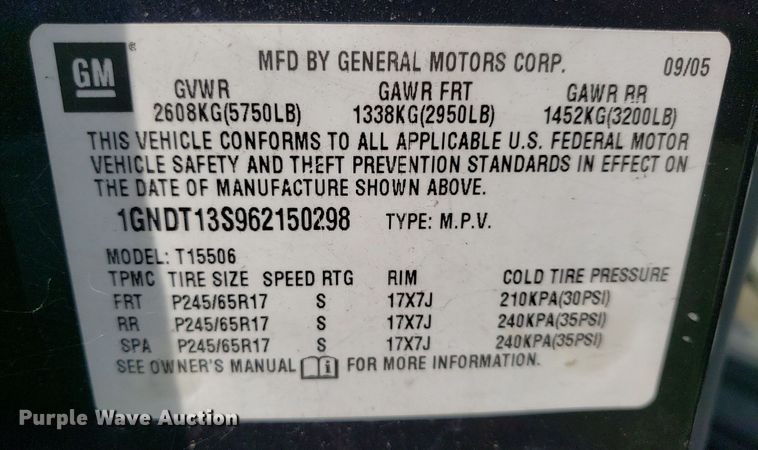 GM ® MFD BY GENERAL MOTORS CORP. 09/05
GVWR GAWR FRT GAWR RR
2608KG(5750LB) 1338KG(2950LB) 1452KG(3200LB)
THIS VEHICLE CONFORMS TO ALL APPLICABLE U.S. FEDERAL MOTOR
VEHICLE SAFETY AND THEFT PREVENTION STANDARDS IN EFFECT ON
THE DATE OF MANUFACTURE SHOWN ABOVE.
1GNDT13S962150298 TYPE: M.P.V.
MODEL: T15506
TPMC TIRE SIZE SPEED RTG RIM COLD TIRE PRESSURE
FRT P245/65R17 S 17X7J 210KPA(30PSI)
RR P245/65R17 S 17X7J 240KPA(35PSI)
SPA P245/65R17 S 17X7J 240KPA(35PSI)
SEE OWNER'S MANUAL i FOR MORE INFORMATION.
Purple Wave Auction